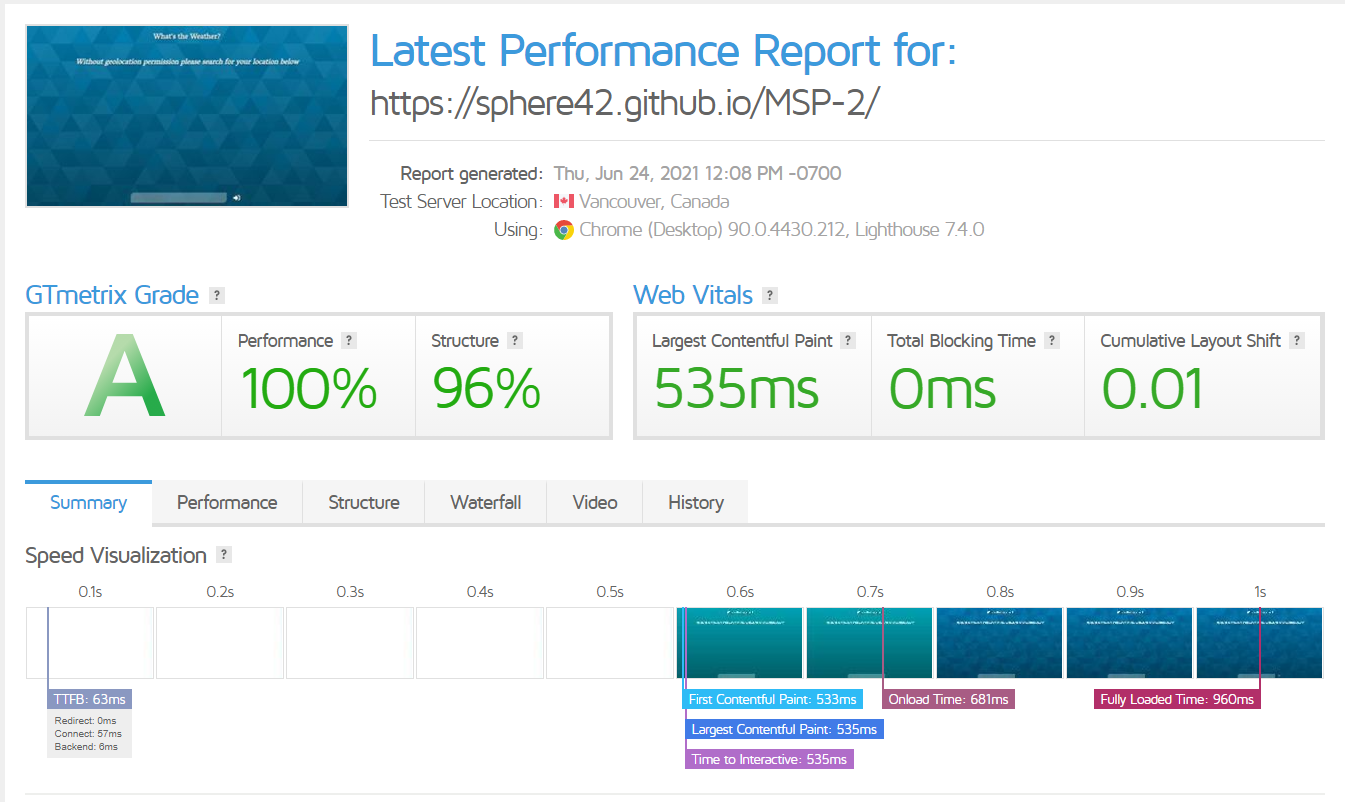 What's the Weather?
Without geolocation permission please search for your location below
Latest Performance Report for:
https://sphere42.github.io/MSP-2/
Report generated: Thu, Jun 24, 2021 12:08 PM -0700
Test Server Location: Vancouver, Canada
Using: Chrome (Desktop) 90.0.4430.212, Lighthouse 7.4.0
GTmetrix Grade ?
A
Performance ?
100%
Structure ?
96%
Web Vitals ?
Largest Contentful Paint ?
535ms
Total Blocking Time ?
0ms
Cumulative Layout Shift ?
0.01
Summary Performance Structure Waterfall Video History
Speed Visualization ?
0.1s 0.2s 0.3s 0.4s 0.5s 0.6s 0.7s 0.8s 0.9s 1s
TTFB: 63ms
Redirect: 0ms
Connect: 57ms
Backend: 6ms
First Contentful Paint: 533ms
Largest Contentful Paint: 535ms
Time to Interactive: 535ms
Onload Time: 681ms
Fully Loaded Time: 960ms